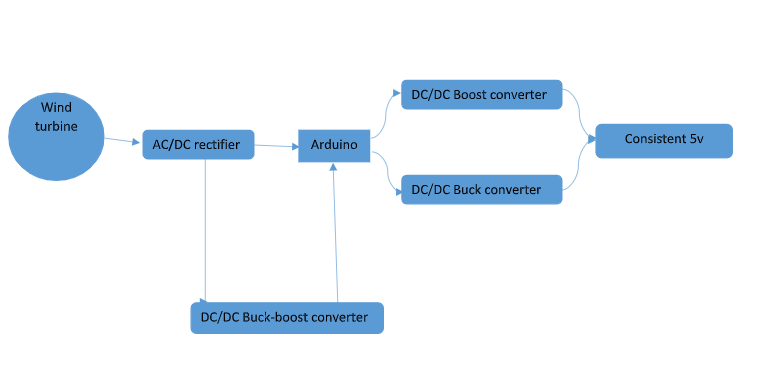 Wind
turbine
AC/DC rectifier
Arduino
DC/DC Boost converter
DC/DC Buck converter
Consistent 5v
DC/DC Buck-boost converter